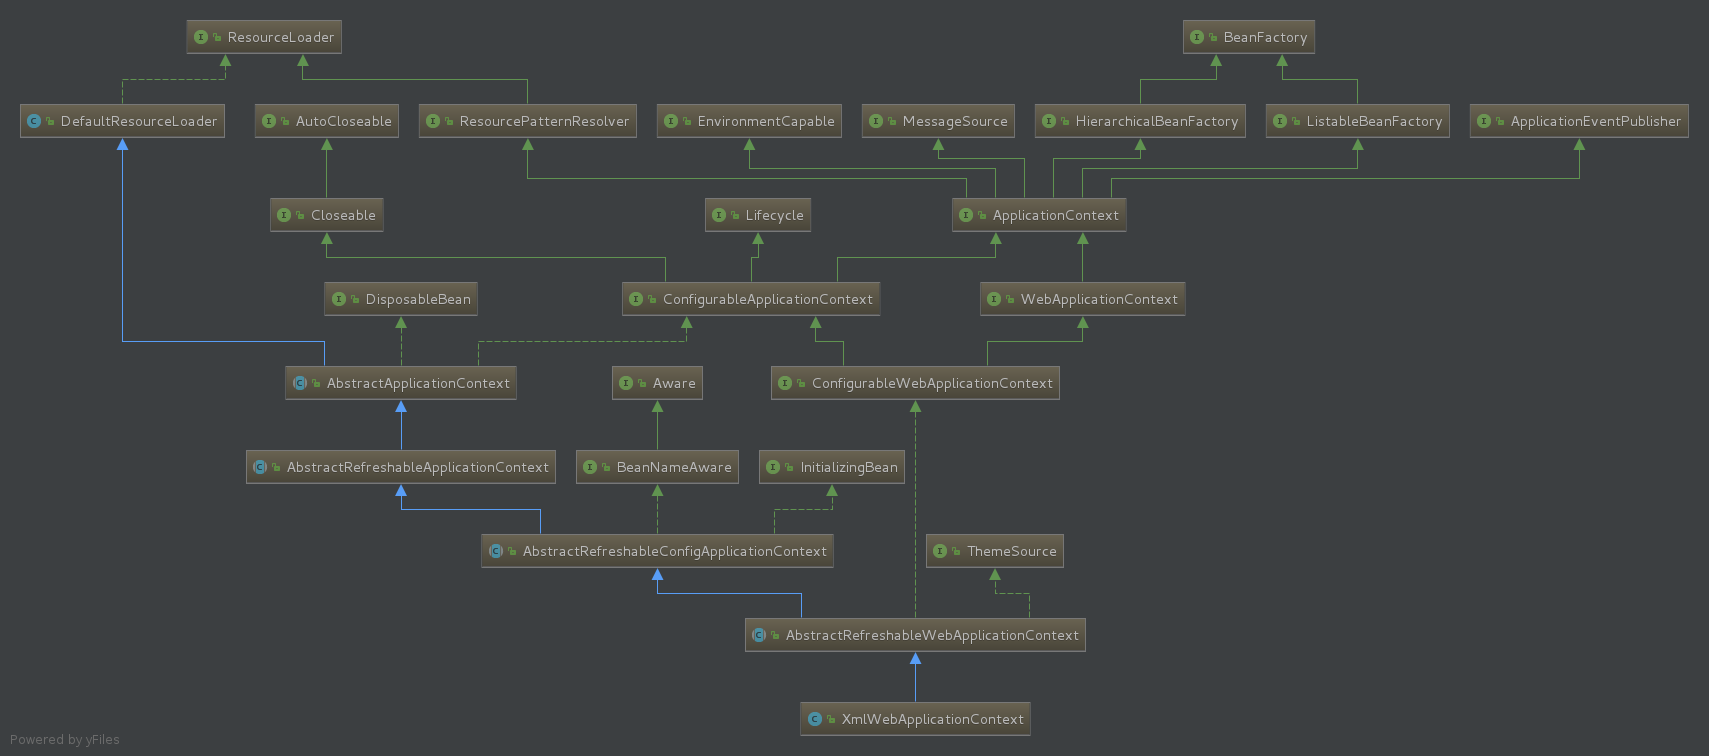 ResourceLoader
BeanFactory
DefaultResourceLoader
AutoCloseable
ResourcePatternResolver
EnvironmentCapable
MessageSource
HierarchicalBeanFactory
ListableBeanFactory
ApplicationEventPublisher
Closeable
Lifecycle
ApplicationContext
DisposableBean
ConfigurableApplicationContext
WebApplicationContext
AbstractApplicationContext
Aware
ConfigurableWebApplicationContext
AbstractRefreshableApplicationContext
BeanNameAware
InitializingBean
AbstractRefreshableConfigApplicationContext
ThemeSource
AbstractRefreshableWebApplicationContext
XmlWebApplicationContext
Powered by yFiles